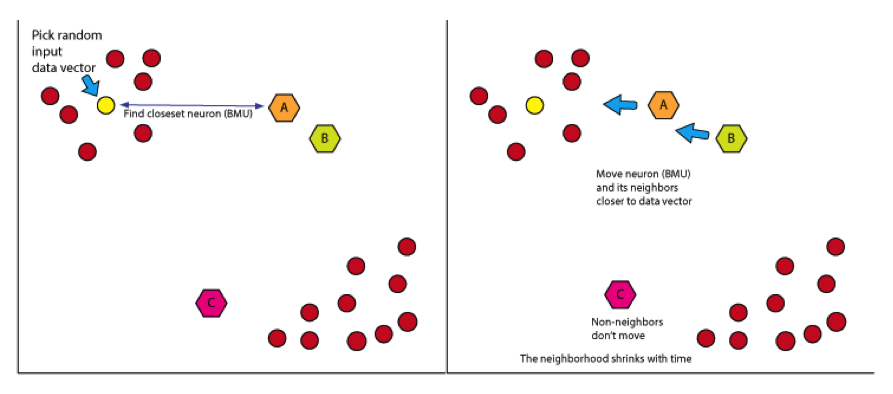 Pick random
input
data vector
Find closeset neuron (BMU)
A
B
C
A
B
Move neuron (BMU)
and its neighbors
closer to data vector
C
Non-neighbors
don't move
The neighborhood shrinks with time